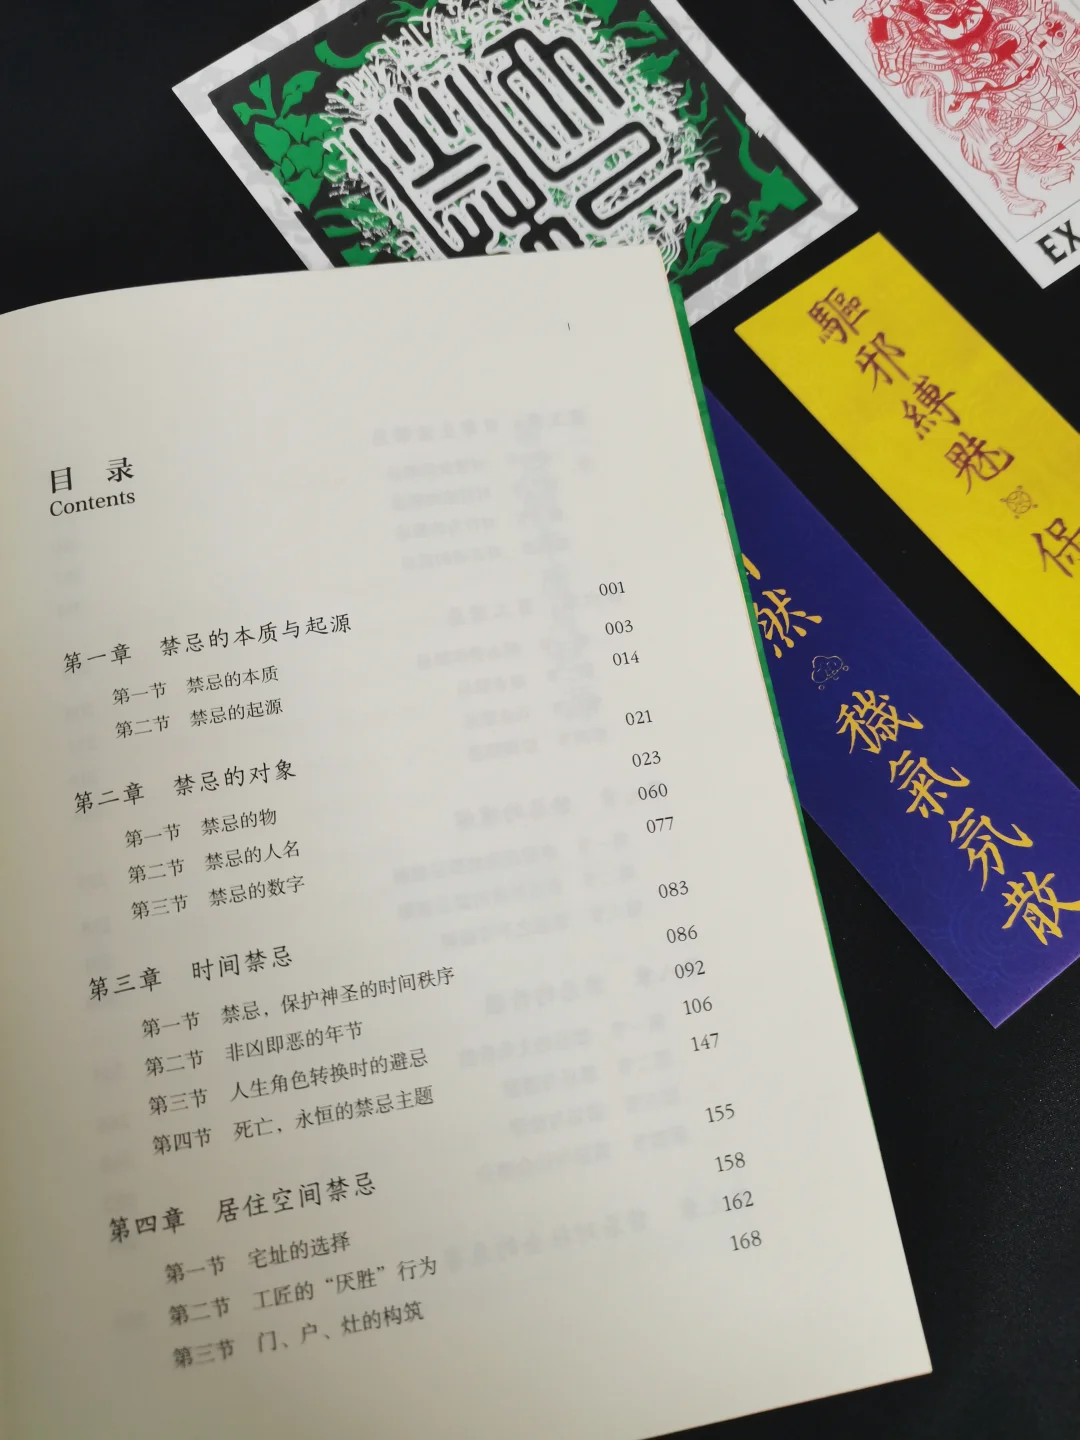 EX
驅邪縛魅
保
然
穢氣氛散
目 录
Contents
第一章 禁忌的本质与起源 001
第一节 禁忌的本质 003
第二节 禁忌的起源 014
第二章 禁忌的对象 021
第一节 禁忌的物 023
第二节 禁忌的人名 060
第三节 禁忌的数字 077
第三章 时间禁忌 083
第一节 禁忌，保护神圣的时间秩序 086
第二节 非凶即恶的年节 092
第三节 人生角色转换时的避忌 106
第四节 死亡，永恒的禁忌主题 147
第四章 居住空间禁忌 155
第一节 宅址的选择 158
第二节 工匠的“厌胜”行为 162
第三节 门、户、灶的构筑 168